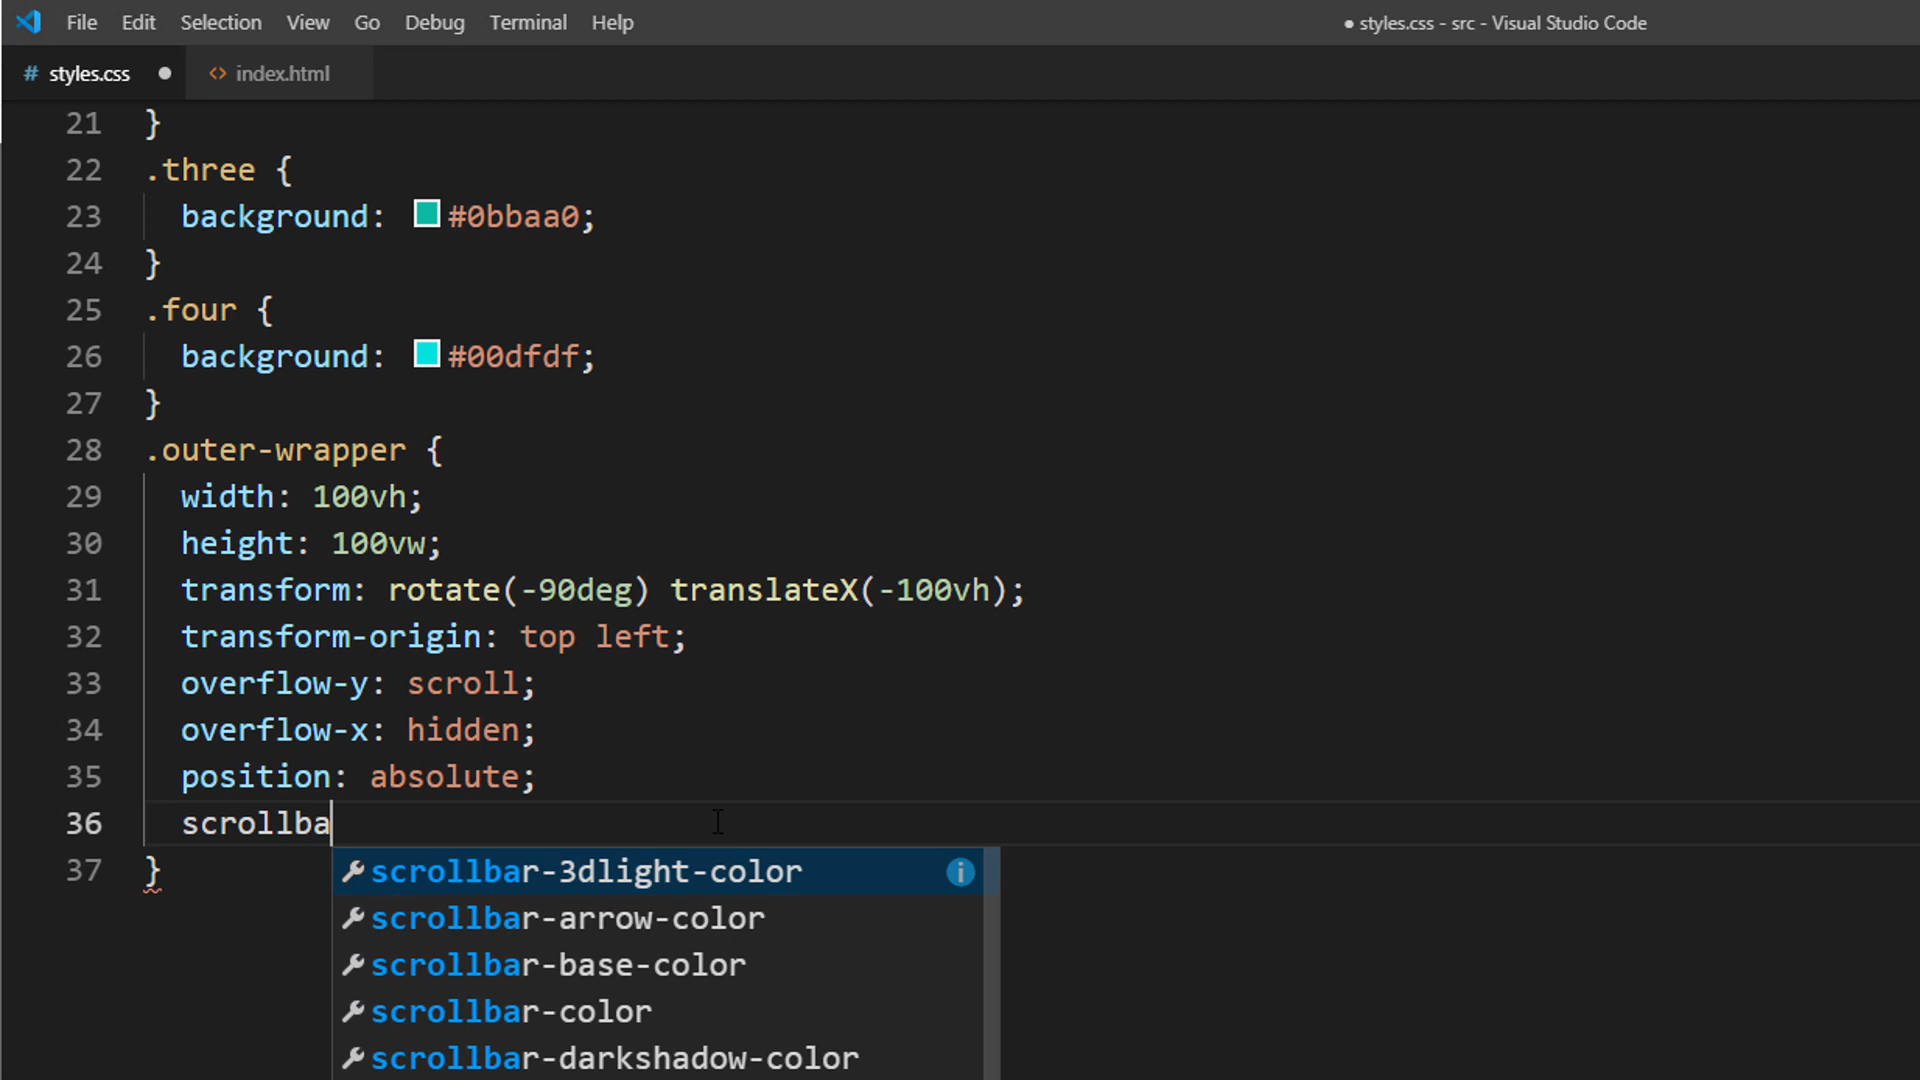 File Edit Selection View Go Debug Terminal Help ● styles.css - src - Visual Studio Code
# styles.css ● <> index.html
21 }
22 .three {
23 background: #0bbaa0;
24 }
25 .four {
26 background: #00dfdf;
27 }
28 .outer-wrapper {
29 width: 100vh;
30 height: 100vw;
31 transform: rotate(-90deg) translateX(-100vh);
32 transform-origin: top left;
33 overflow-y: scroll;
34 overflow-x: hidden;
35 position: absolute;
36 scrollba
37 }
scrollbar-3dlight-color
scrollbar-arrow-color
scrollbar-base-color
scrollbar-color
scrollbar-darkshadow-color